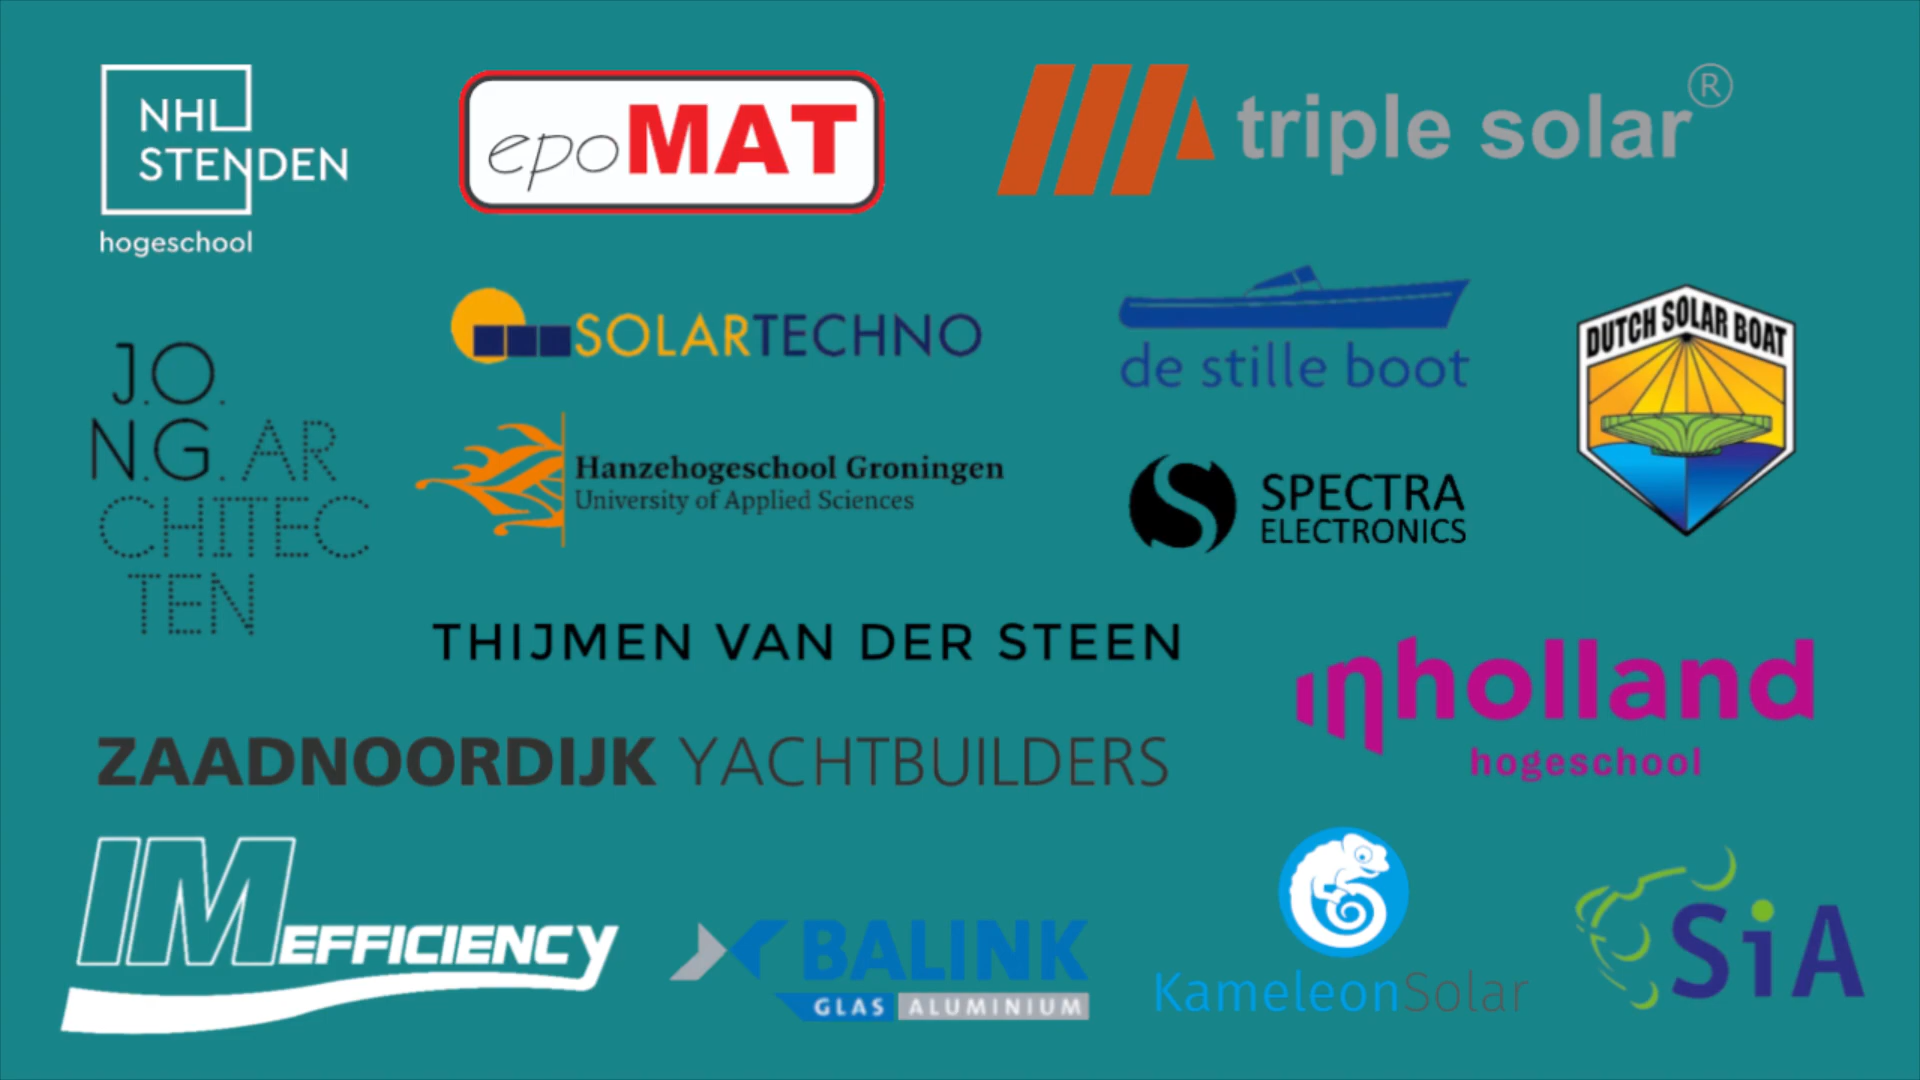 NHL
STENDEN
hogeschool
epoMAT
triple solar®
SOLARTECHNO
de stille boot
DUTCH SOLAR BOAT
J.O.
N.G.AR
CHITEC
TEN
Hanzehogeschool Groningen
University of Applied Sciences
SPECTRA
ELECTRONICS
THIJMEN VAN DER STEEN
inholland
hogeschool
ZAADNOORDIJK YACHTBUILDERS
IM EFFICIENCY
BALINK
GLAS ALUMINIUM
KameleonSolar
SiA